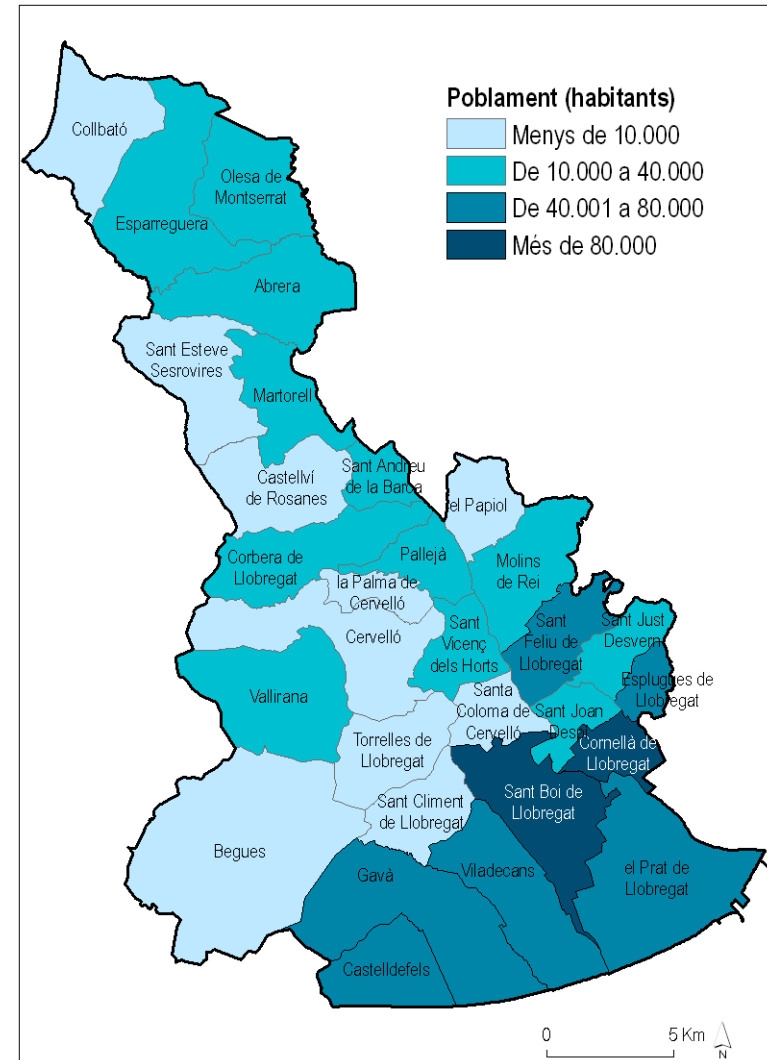 Poblament (habitants)
Menys de 10.000
De 10.000 a 40.000
De 40.001 a 80.000
Més de 80.000
Collbató
Olesa de
Montserrat
Esparreguera
Abrera
Sant Esteve
Sesrovires
Martorell
Sant Andreu
de la Barca
Castellví
de Rosanes
el Papiol
Corbera de
Llobregat
Pallejà
Molins
de Rei
la Palma de
Cervelló
Cervelló
Sant
Vicenç
dels Horts
Sant
Feliu de
Llobregat
Sant Just
Desvern
Esplugues de
Llobregat
Vallirana
Santa
Coloma de
Cervelló
Sant Joan
Despí
Cornellà de
Llobregat
Torrelles de
Llobregat
Sant Climent
de Llobregat
Sant Boi de
Llobregat
Begues
Gavà
Viladecans
el Prat de
Llobregat
Castelldefels
0 5 Km
N